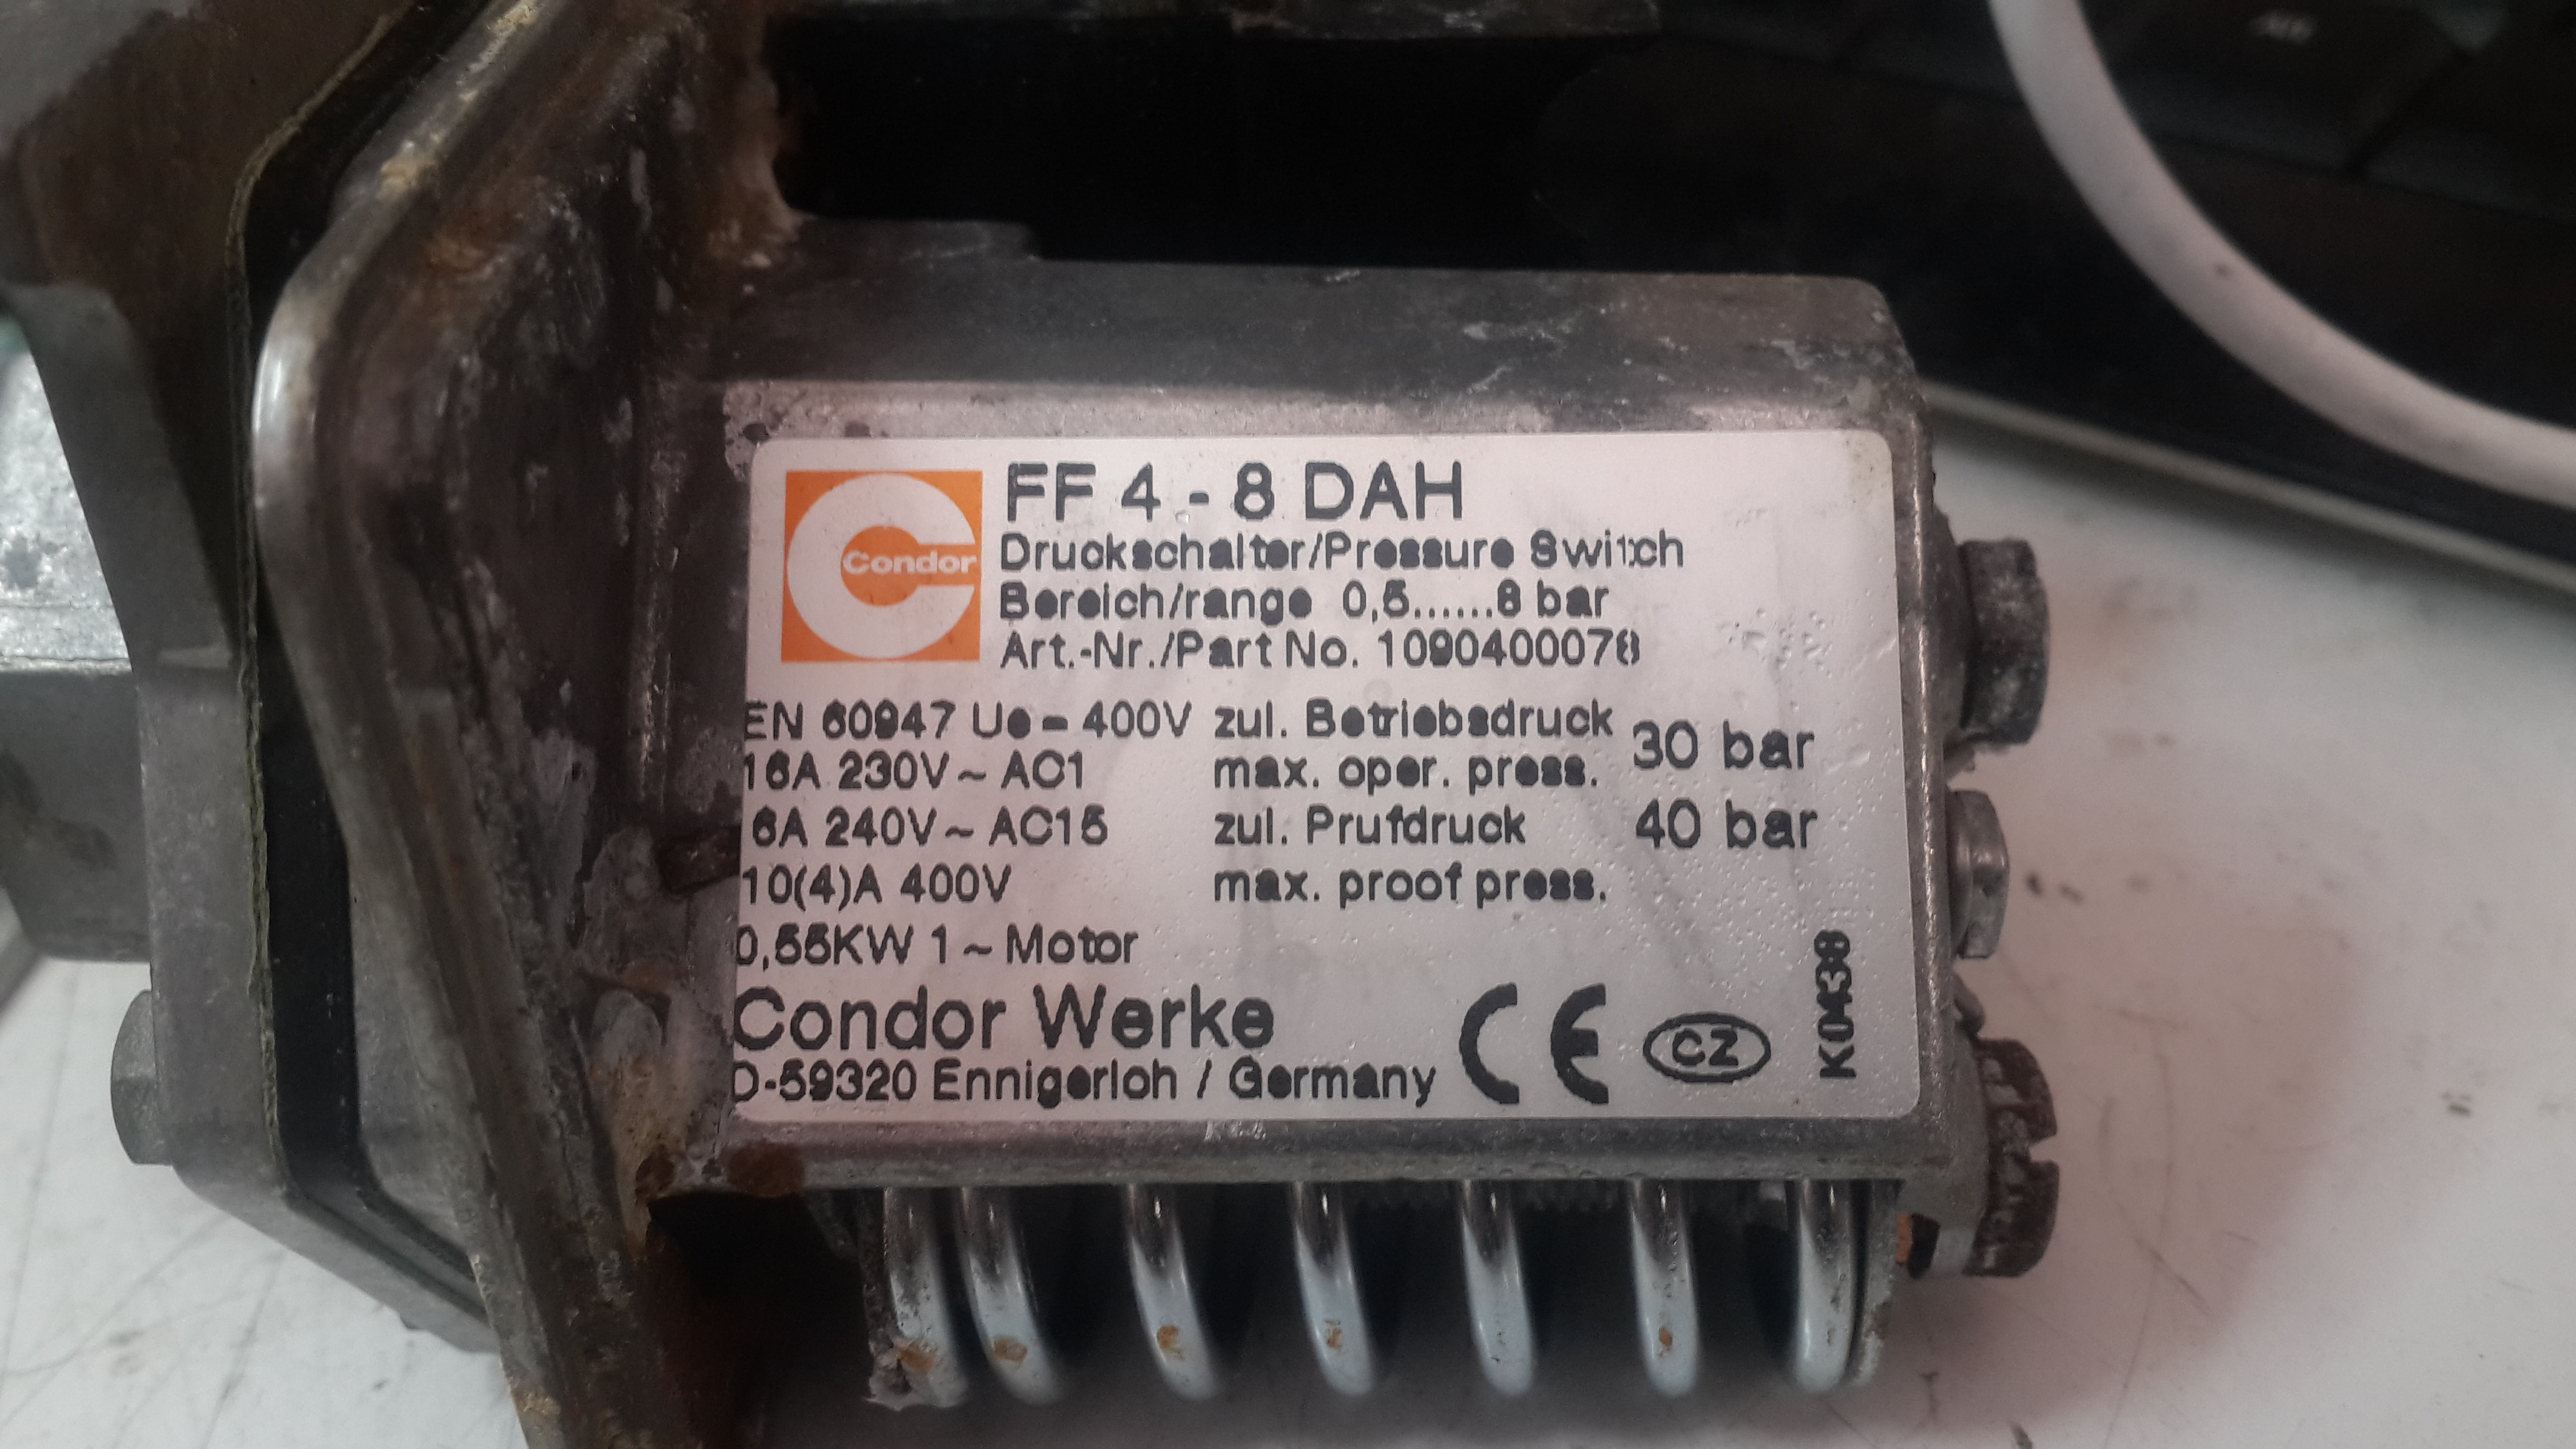 Condor
FF 4 - 8 DAH
Druckschalter/Pressure Switch
Bereich/range 0,5......8 bar
Art.-Nr./Part No. 1090400078
EN 60947 Ue = 400V
16A 230V ~ AC1
6A 240V ~ AC15
10(4)A 400V
0,55KW 1 ~ Motor
zul. Betriebsdruck
max. oper. press.
30 bar
zul. Prufdruck
max. proof press.
40 bar
Condor Werke
D-59320 Ennigerloh / Germany
CE
CZ
K0438